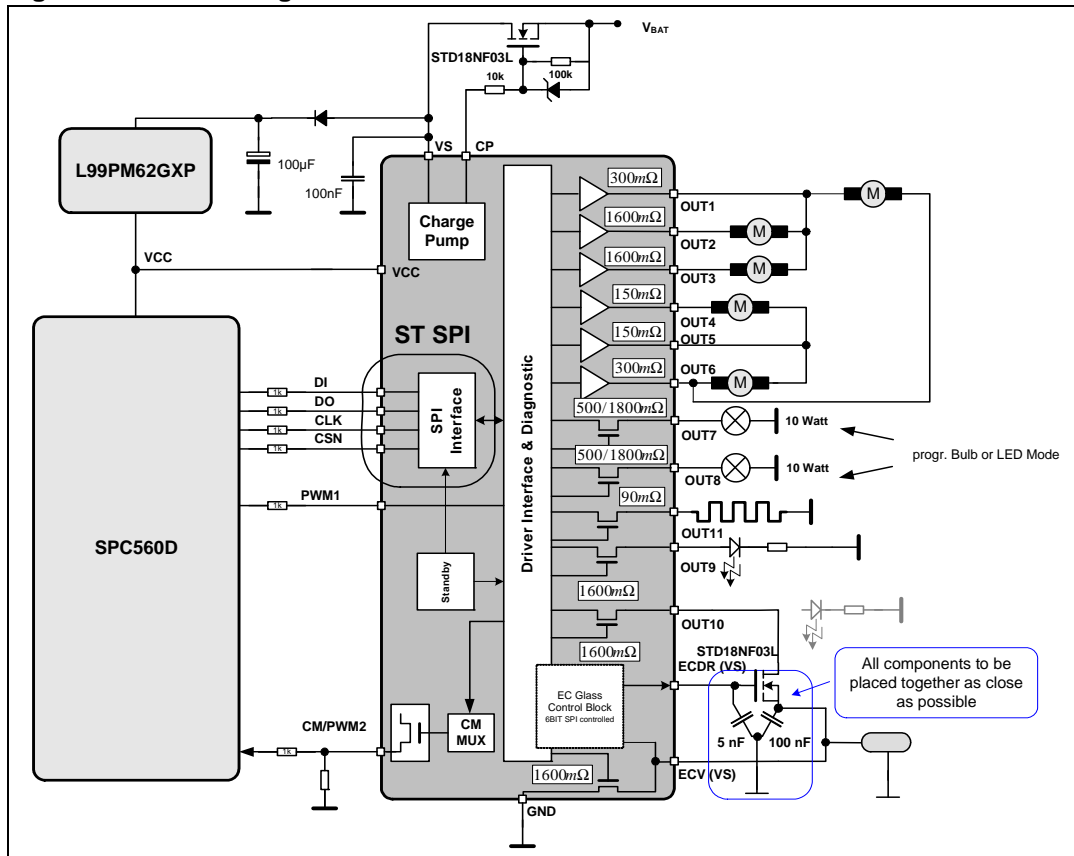 VBAT
STD18NF03L
10k
100k
L99PM62GXP
100µF
100nF
VS
CP
Charge
Pump
VCC
VCC
300mΩ
OUT1
1600mΩ
OUT2
1600mΩ
OUT3
150mΩ
OUT4
150mΩ
OUT5
300mΩ
OUT6
M
M
M
M
M
ST SPI
SPI
Interface
Driver Interface & Diagnostic
DI
1k
DO
1k
CLK
1k
CSN
1k
PWM1
1k
SPC560D
Standby
500/1800mΩ
OUT7
10 Watt
500/1800mΩ
OUT8
10 Watt
progr. Bulb or LED Mode
90mΩ
OUT11
OUT9
1600mΩ
OUT10
1600mΩ
STD18NF03L
ECDR (VS)
All components to be
placed together as close
as possible
EC Glass
Control Block
6BIT SPI controlled
5 nF
100 nF
CM/PWM2
1k
CM
MUX
1600mΩ
ECV (VS)
GND